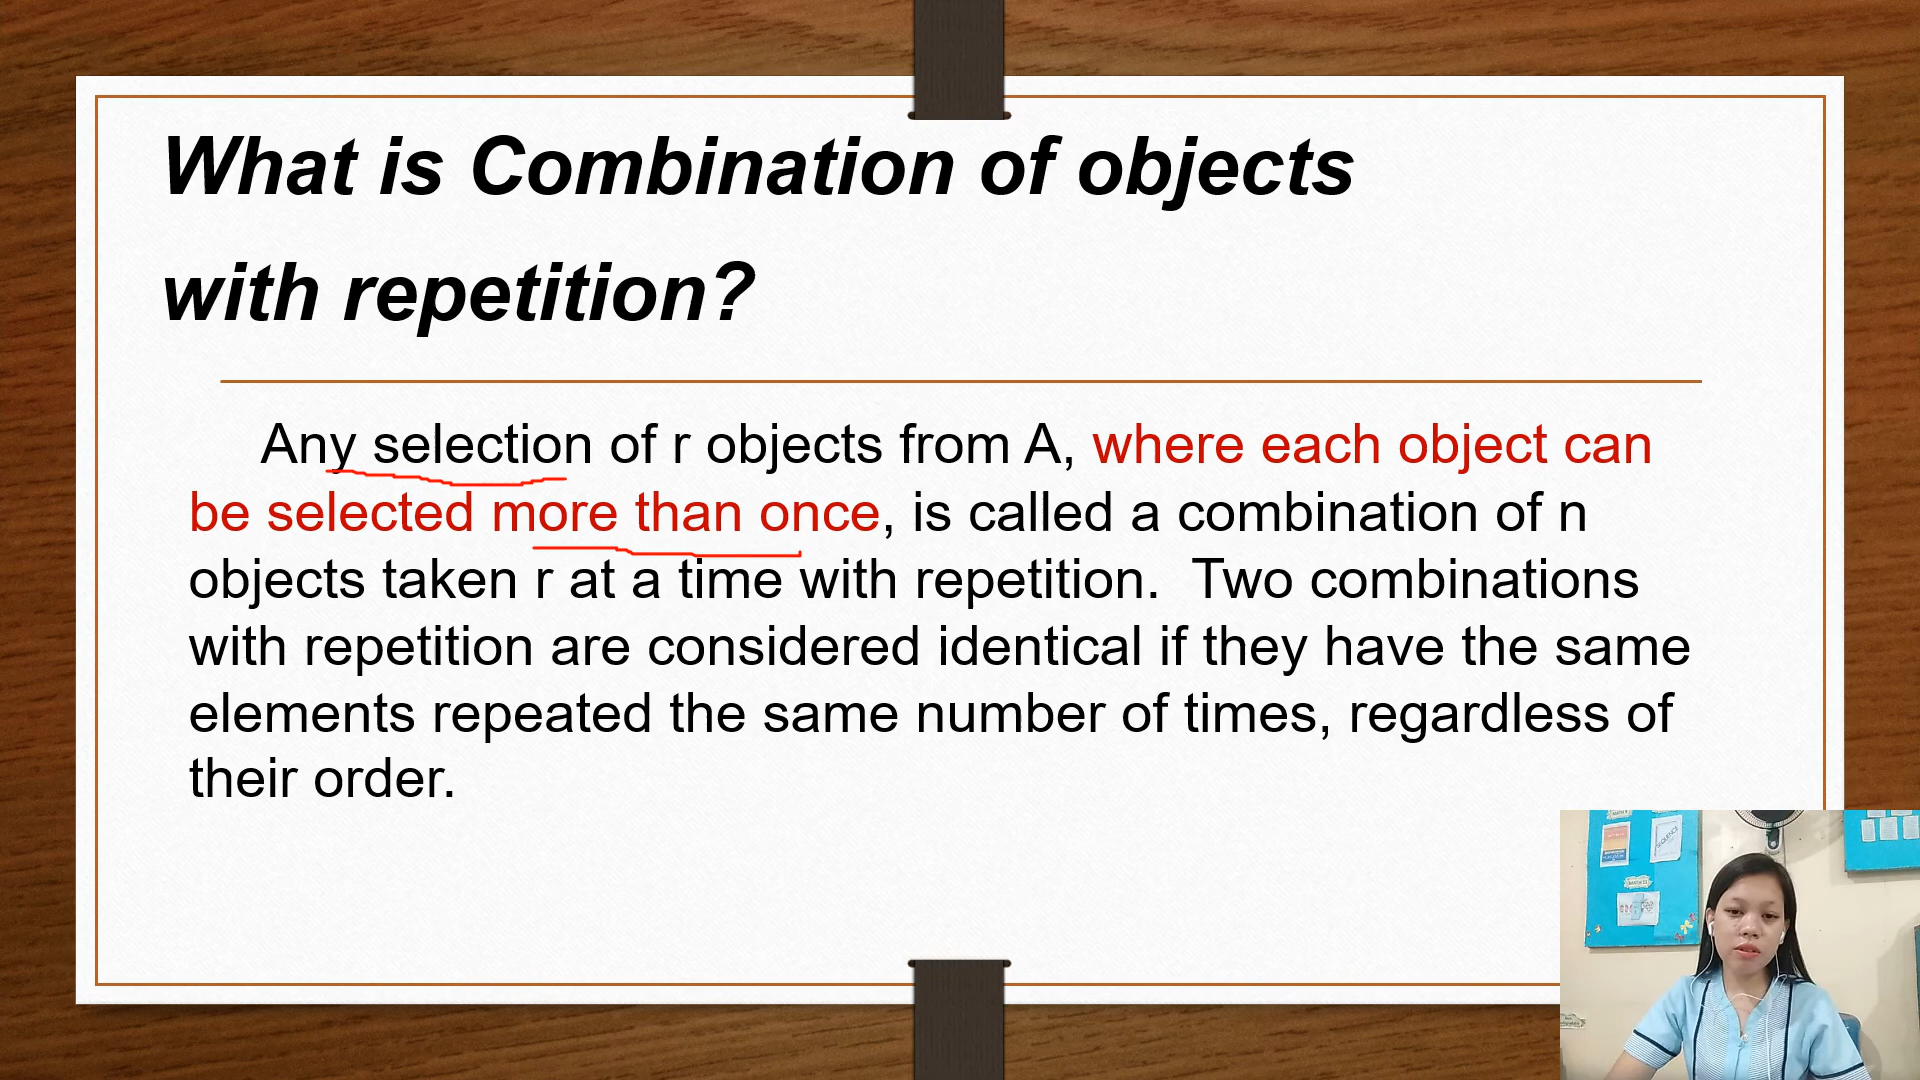 What is Combination of objects
with repetition?
Any selection of r objects from A, where each object can
be selected more than once, is called a combination of n
objects taken r at a time with repetition.  Two combinations
with repetition are considered identical if they have the same
elements repeated the same number of times, regardless of
their order.
SEQUENCE